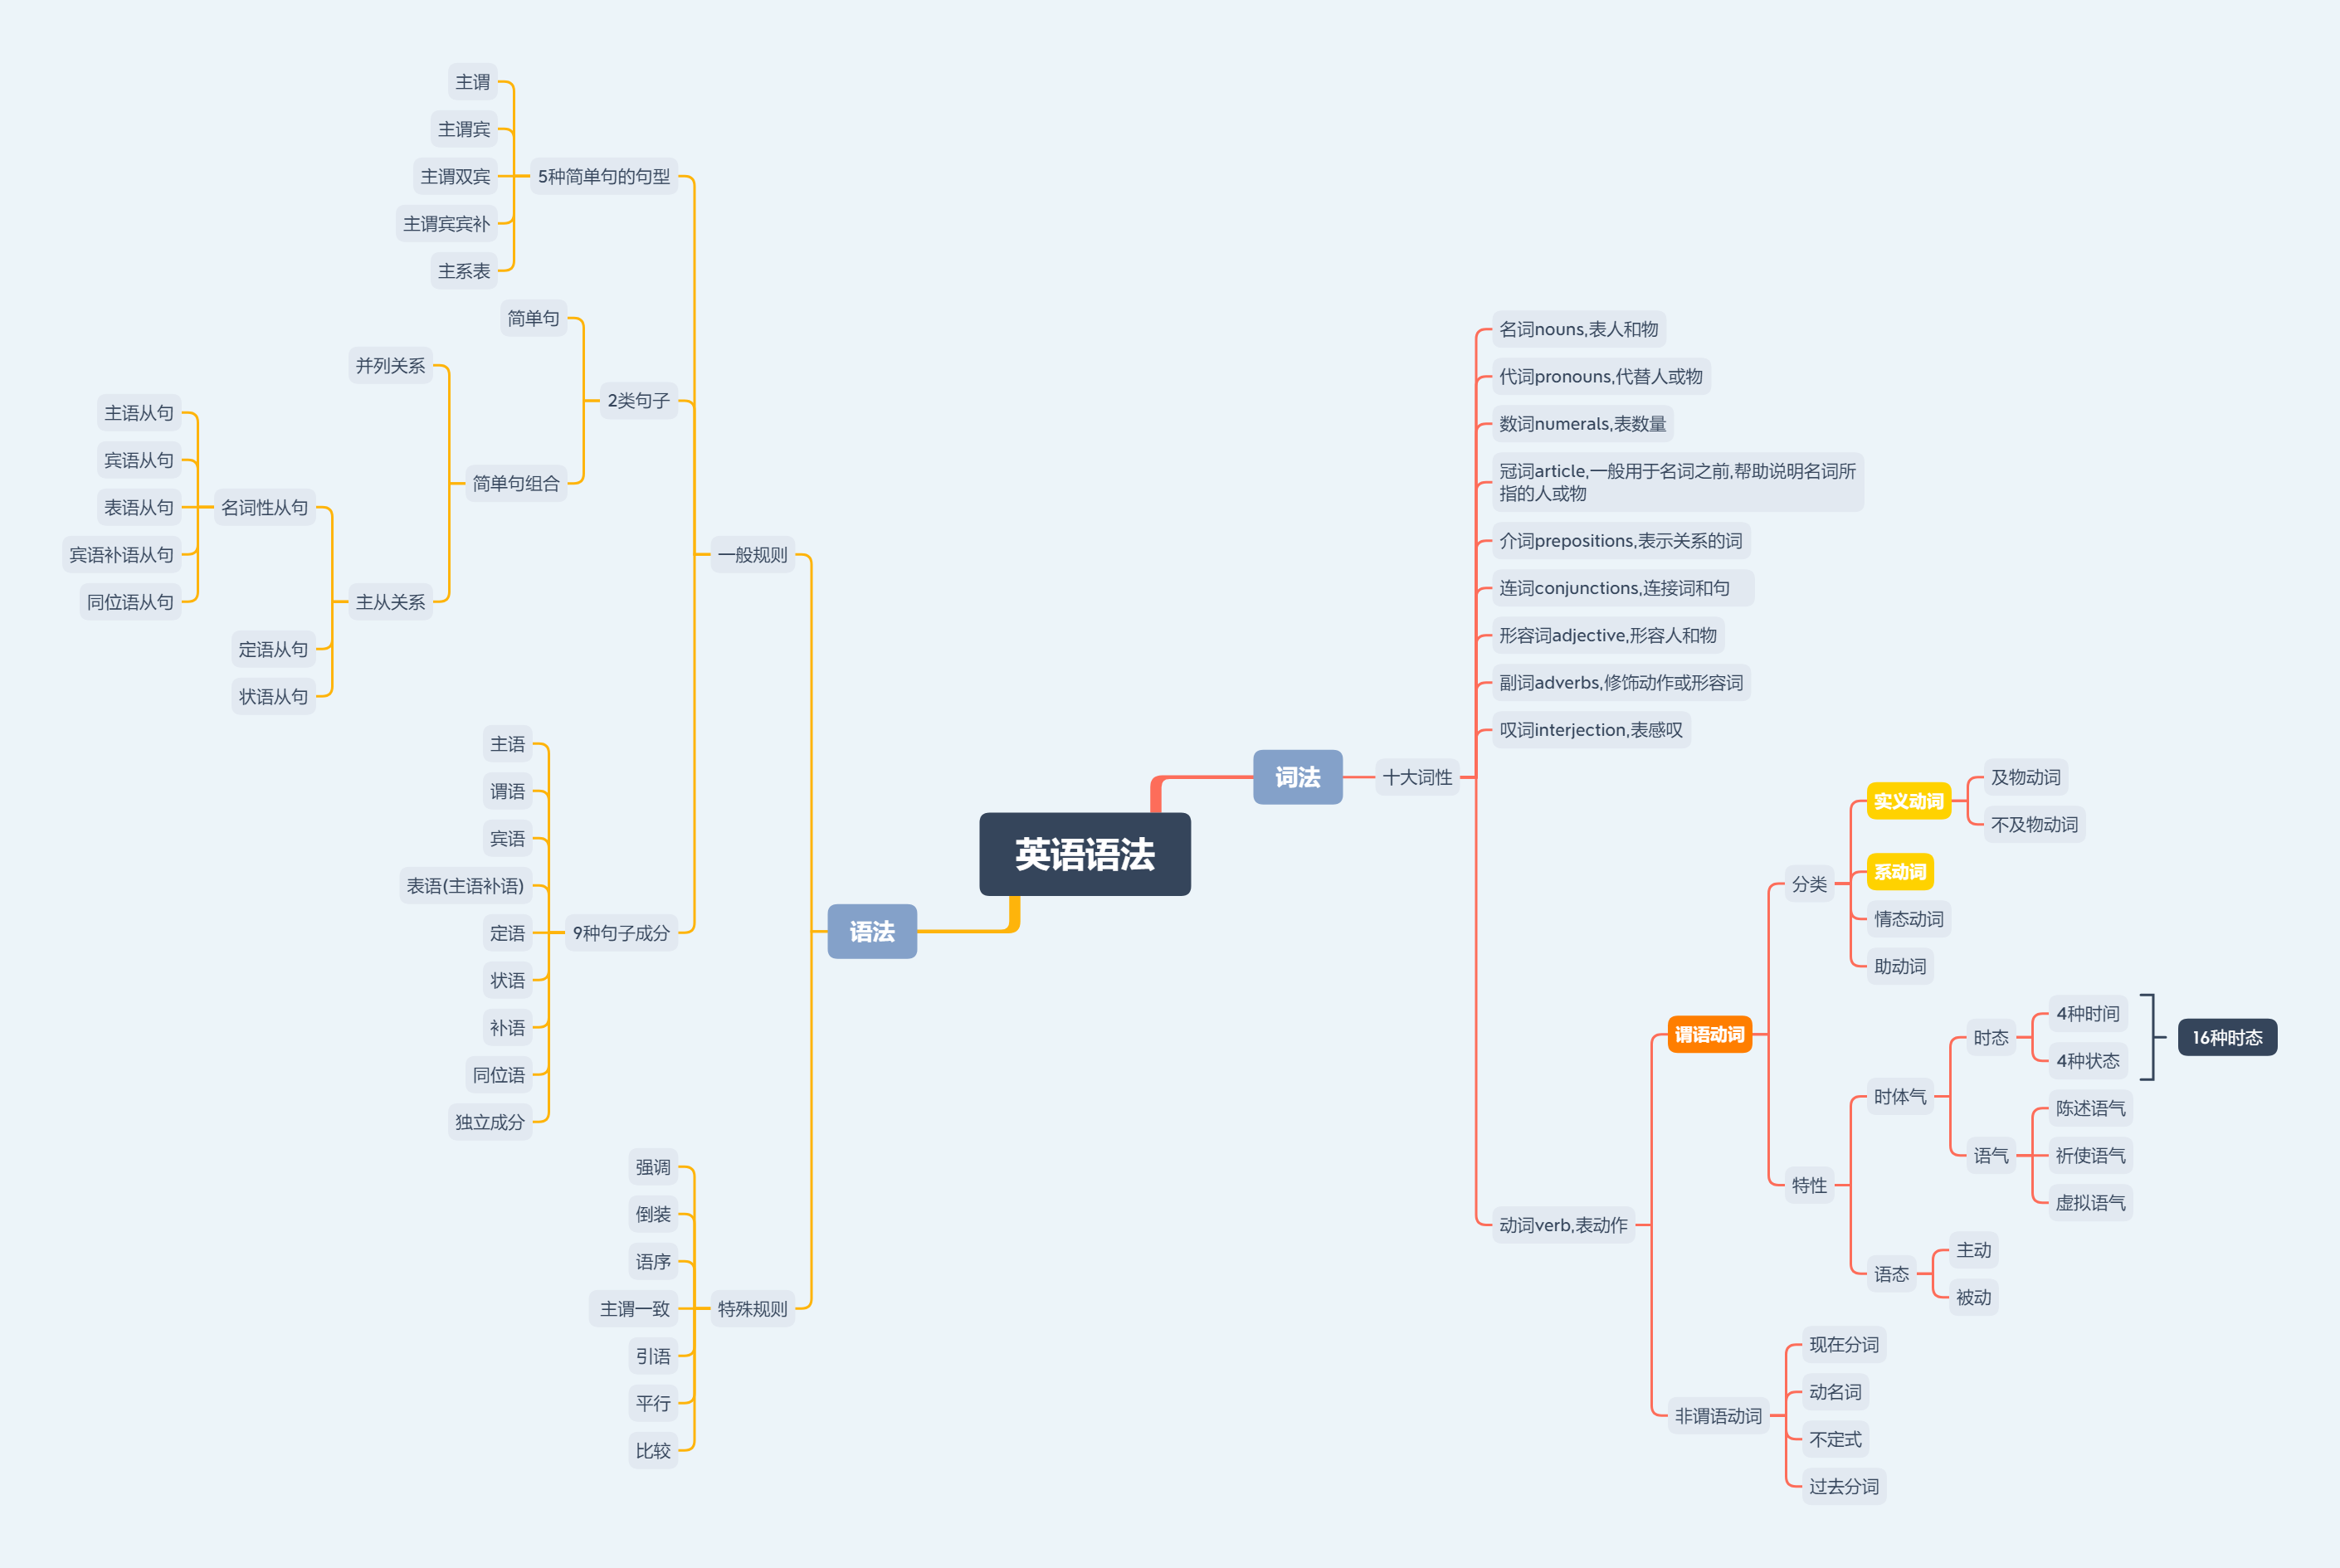 英语语法
词法
十大词性
名词nouns,表人和物
代词pronouns,代替人或物
数词numerals,表数量
冠词article,一般用于名词之前,帮助说明名词所
指的人或物
介词prepositions,表示关系的词
连词conjunctions,连接词和句
形容词adjective,形容人和物
副词adverbs,修饰动作或形容词
叹词interjection,表感叹
动词verb,表动作
谓语动词
分类
实义动词
及物动词
不及物动词
系动词
情态动词
助动词
特性
时体气
时态
4种时间
4种状态
16种时态
语气
陈述语气
祈使语气
虚拟语气
语态
主动
被动
非谓语动词
现在分词
动名词
不定式
过去分词
语法
一般规则
5种简单句的句型
主谓
主谓宾
主谓双宾
主谓宾宾补
主系表
2类句子
简单句
简单句组合
并列关系
主从关系
名词性从句
主语从句
宾语从句
表语从句
宾语补语从句
同位语从句
定语从句
状语从句
9种句子成分
主语
谓语
宾语
表语(主语补语)
定语
状语
补语
同位语
独立成分
特殊规则
强调
倒装
语序
主谓一致
引语
平行
比较